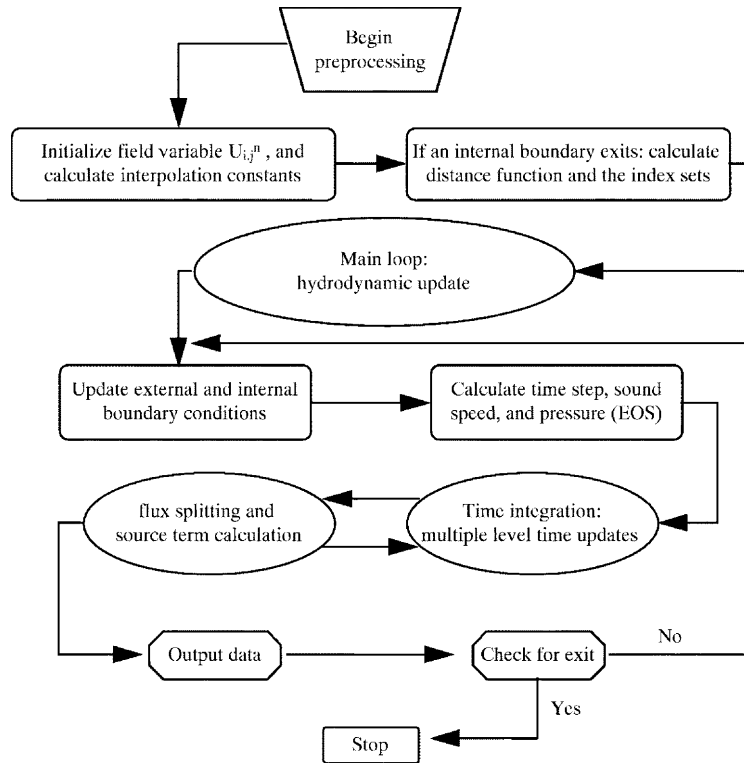 Begin
preprocessing
Initialize field variable U_{i,j}^n , and
calculate interpolation constants
If an internal boundary exits: calculate
distance function and the index sets
Main loop:
hydrodynamic update
Update external and internal
boundary conditions
Calculate time step, sound
speed, and pressure (EOS)
flux splitting and
source term calculation
Time integration:
multiple level time updates
Output data
Check for exit
No
Yes
Stop